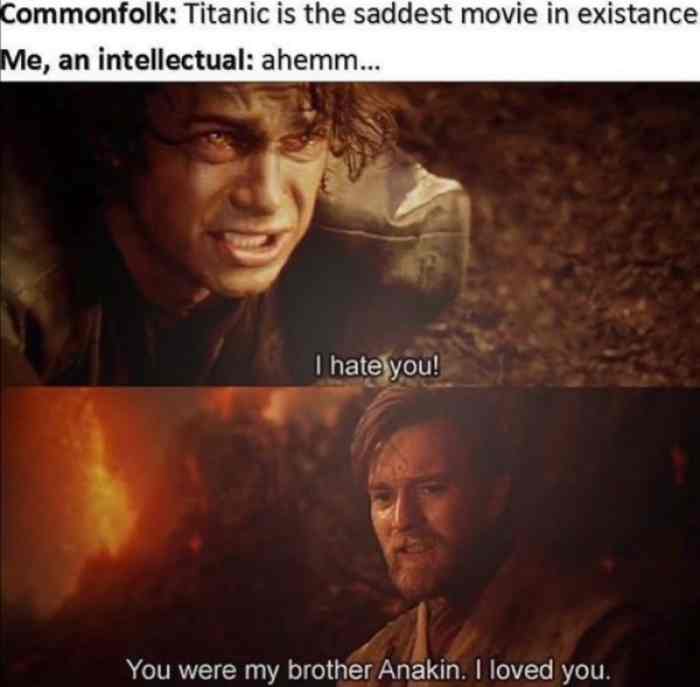 Commonfolk: Titanic is the saddest movie in existance
Me, an intellectual: ahemm...
I hate you!
You were my brother Anakin. I loved you.